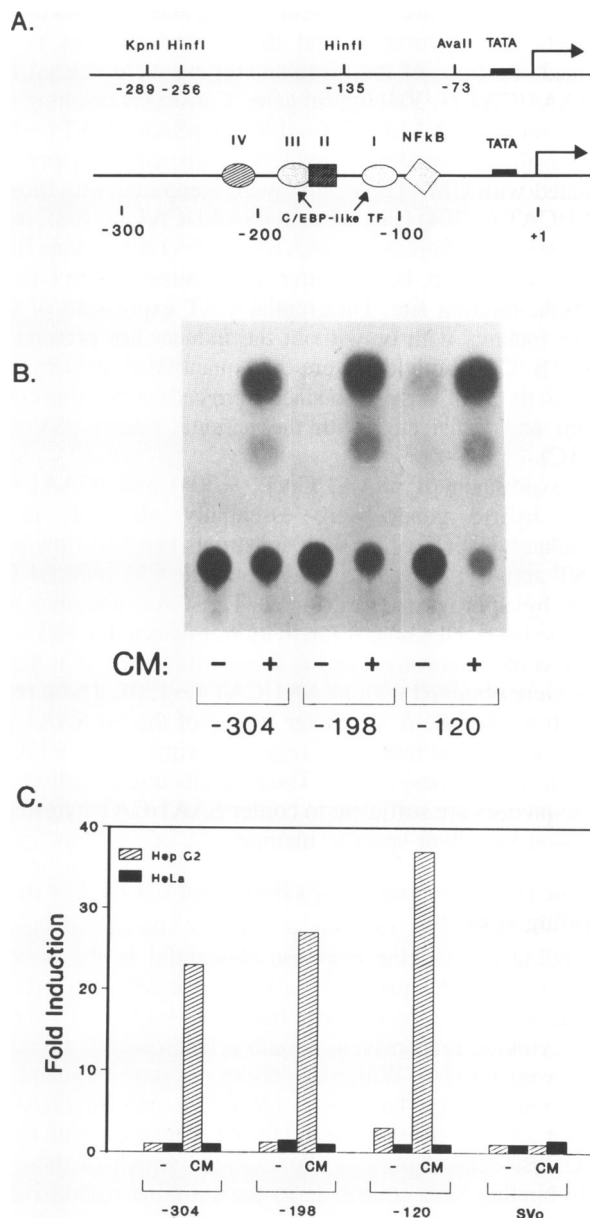 A.
KpnI HinfI HinfI AvaII TATA
-289 -256 -135 -73
IV III II I NFkB TATA
C/EBP-like TF
-300 -200 -100 +1
B.
CM: - + - + - +
-304 -198 -120
C.
Fold Induction
40
30
20
10
0
Hep G2
HeLa
CM CM CM CM
-304 -198 -120 SVo